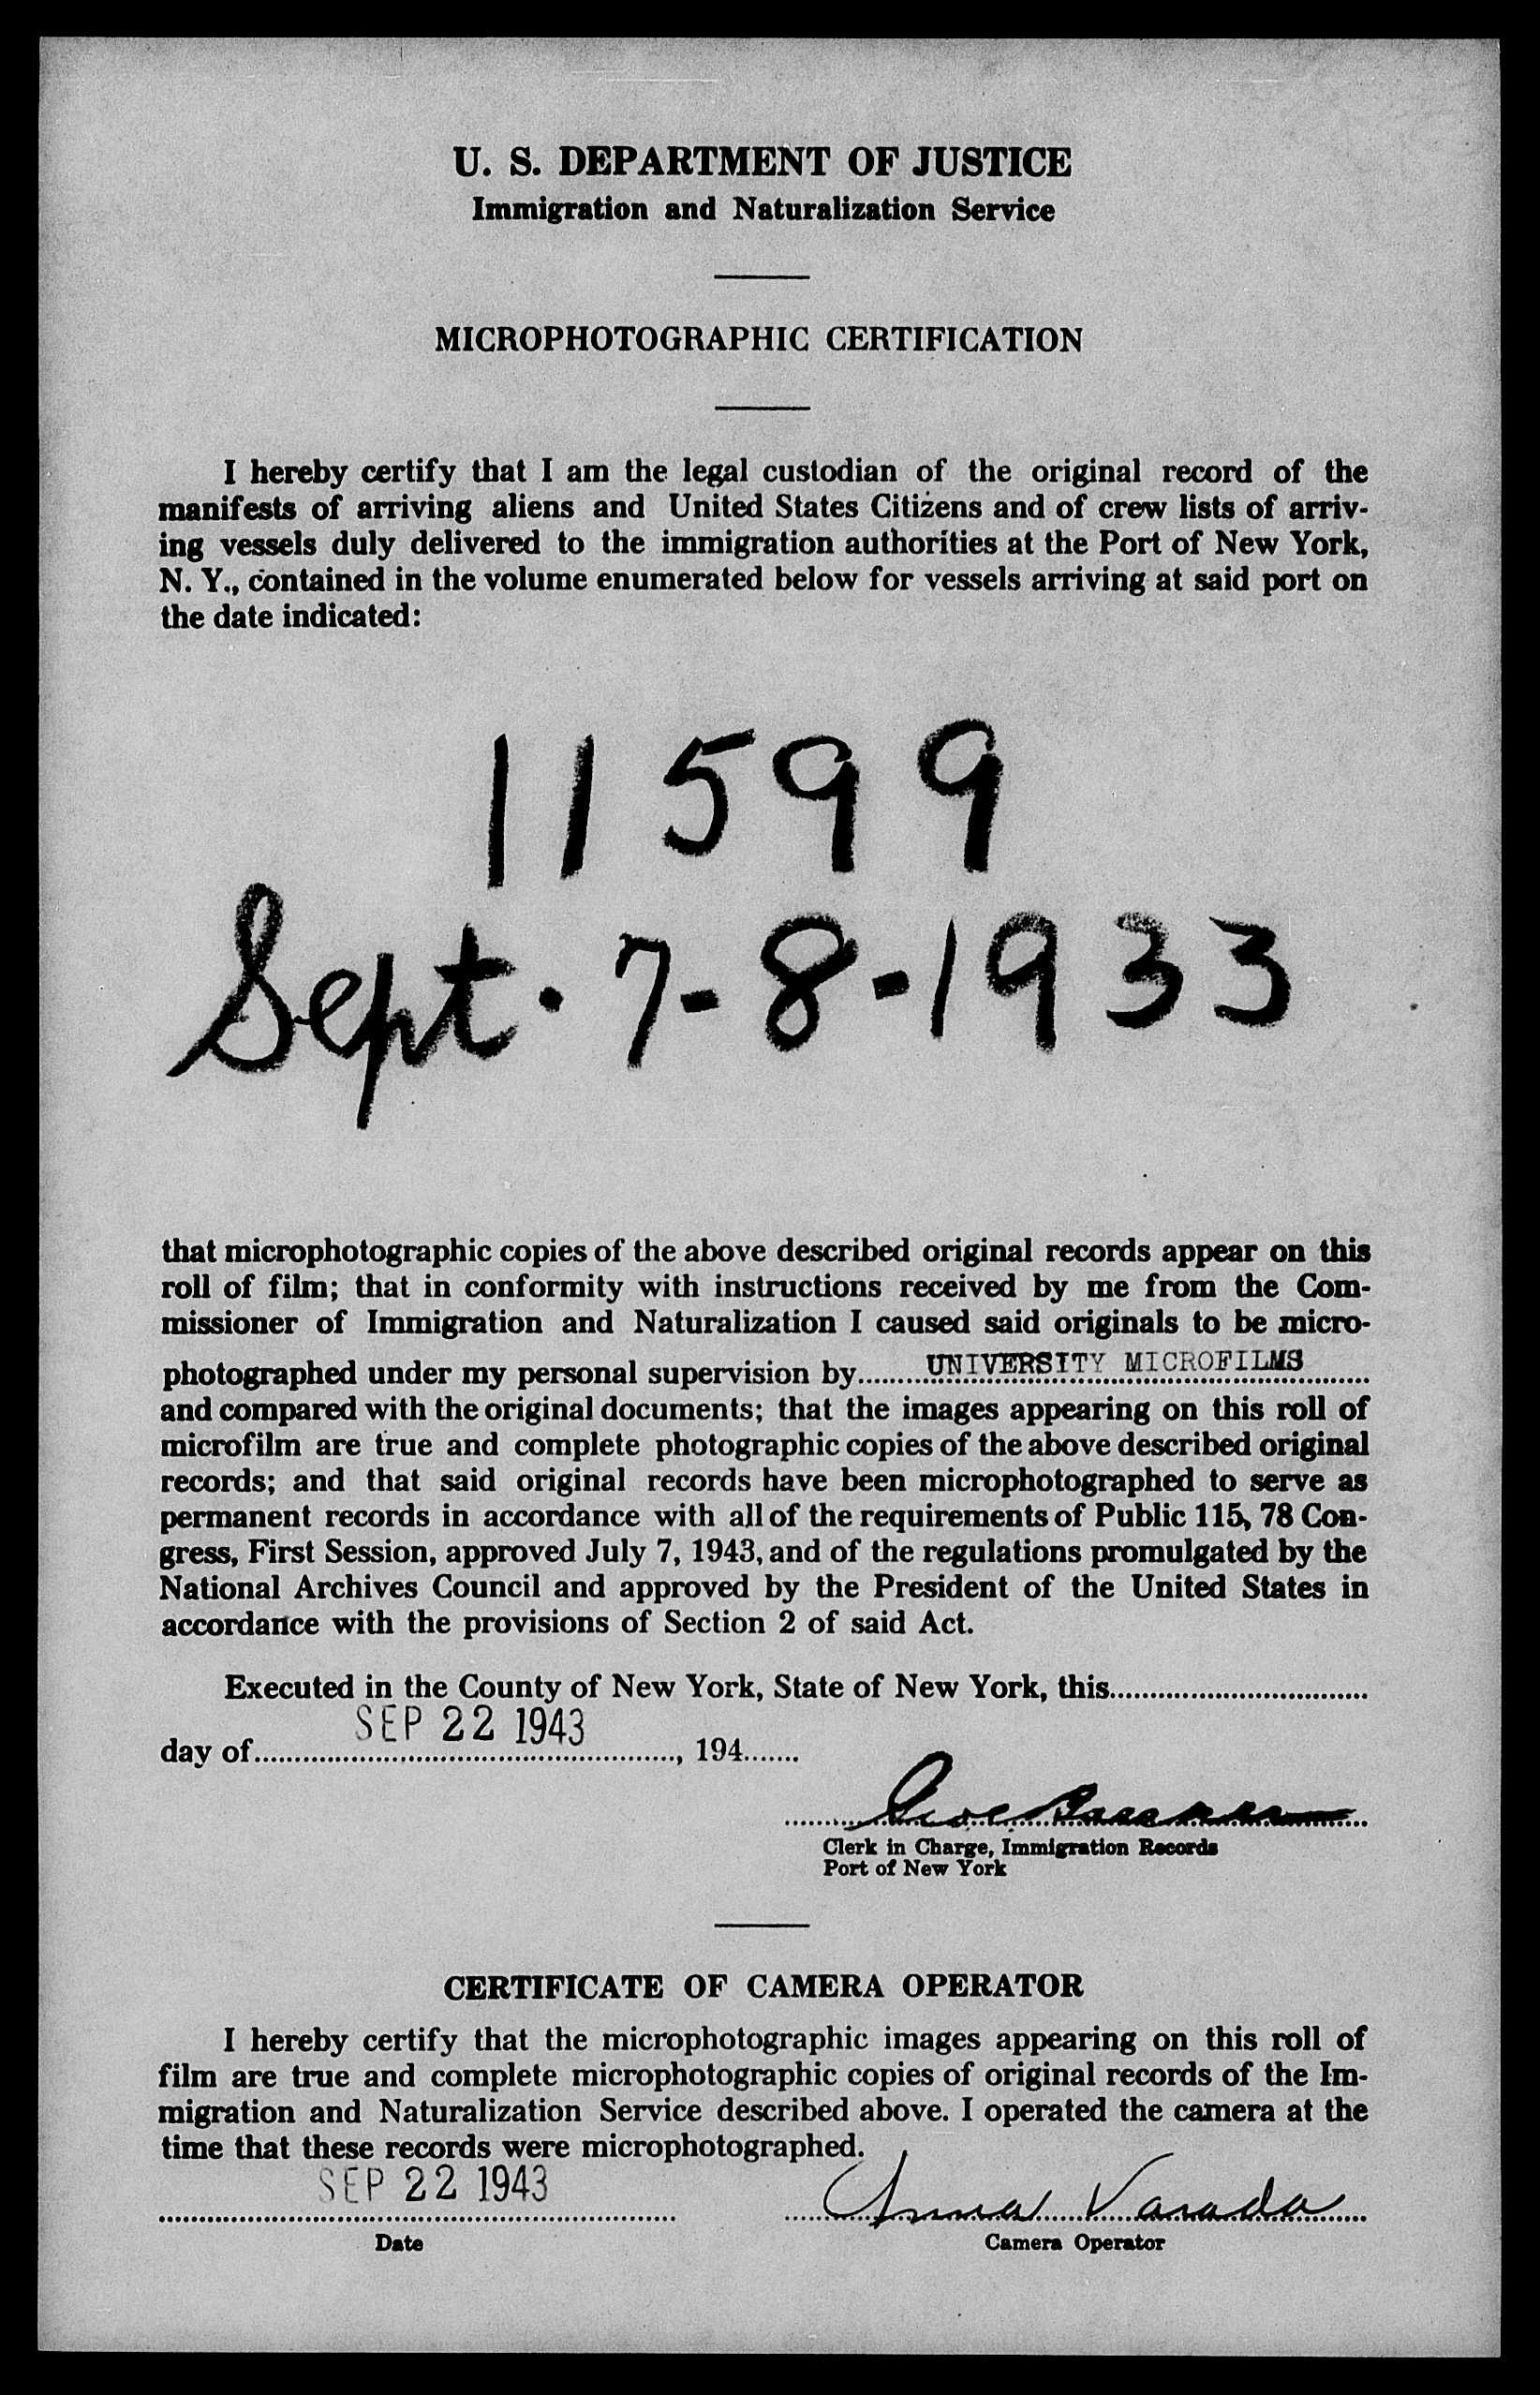 U. S. DEPARTMENT OF JUSTICE
Immigration and Naturalization Service
MICROPHOTOGRAPHIC CERTIFICATION
I hereby certify that I am the legal custodian of the original record of the
manifests of arriving aliens and United States Citizens and of crew lists of arriv-
ing vessels duly delivered to the immigration authorities at the Port of New York,
N. Y., contained in the volume enumerated below for vessels arriving at said port on
the date indicated:
11599
Sept. 7-8-1933
that microphotographic copies of the above described original records appear on this
roll of film; that in conformity with instructions received by me from the Com-
missioner of Immigration and Naturalization I caused said originals to be micro-
photographed under my personal supervision by UNIVERSITY MICROFILMS
and compared with the original documents; that the images appearing on this roll of
microfilm are true and complete photographic copies of the above described original
records; and that said original records have been microphotographed to serve as
permanent records in accordance with all of the requirements of Public 115, 78 Con-
gress, First Session, approved July 7, 1943, and of the regulations promulgated by the
National Archives Council and approved by the President of the United States in
accordance with the provisions of Section 2 of said Act.
Executed in the County of New York, State of New York, this
SEP 22 1943
day of, 194
Clerk in Charge, Immigration Records
Port of New York
CERTIFICATE OF CAMERA OPERATOR
I hereby certify that the microphotographic images appearing on this roll of
film are true and complete microphotographic copies of original records of the Im-
migration and Naturalization Service described above. I operated the camera at the
time that these records were microphotographed.
SEP 22 1943 Anna Varada
Date Camera Operator